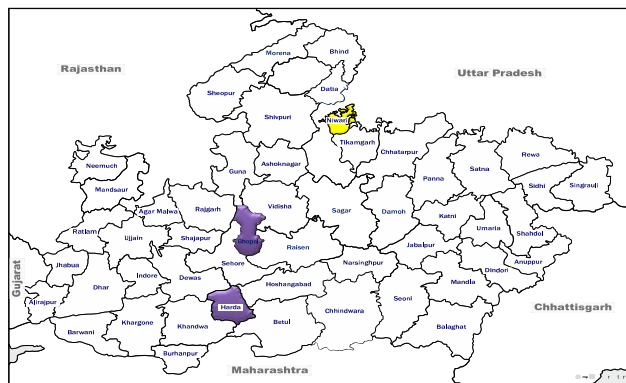 Morena
Bhind
Rajasthan
Uttar Pradesh
Sheopur
Datia
Shivpuri
Niwari
Tikamgarh
Chhatarpur
Guna
Ashoknagar
Neemuch
Panna
Satna
Rewa
Sidhi
Singrauli
Mandsaur
Agar Malwa
Rajgarh
Vidisha
Sagar
Damoh
Katni
Umaria
Shahdol
Ratlam
Ujjain
Shajapur
Bhopal
Raisen
Jabalpur
Anuppur
Gujarat
Jhabua
Indore
Dewas
Sehore
Narsinghpur
Dindori
Dhar
Hoshangabad
Mandla
Alirajpur
Harda
Seoni
Chhattisgarh
Khargone
Khandwa
Betul
Chhindwara
Barwani
Balaghat
Burhanpur
Maharashtra